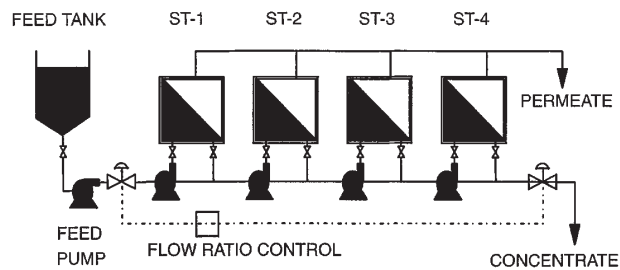 FEED TANK
ST-1
ST-2
ST-3
ST-4
PERMEATE
FEED
PUMP
FLOW RATIO CONTROL
CONCENTRATE